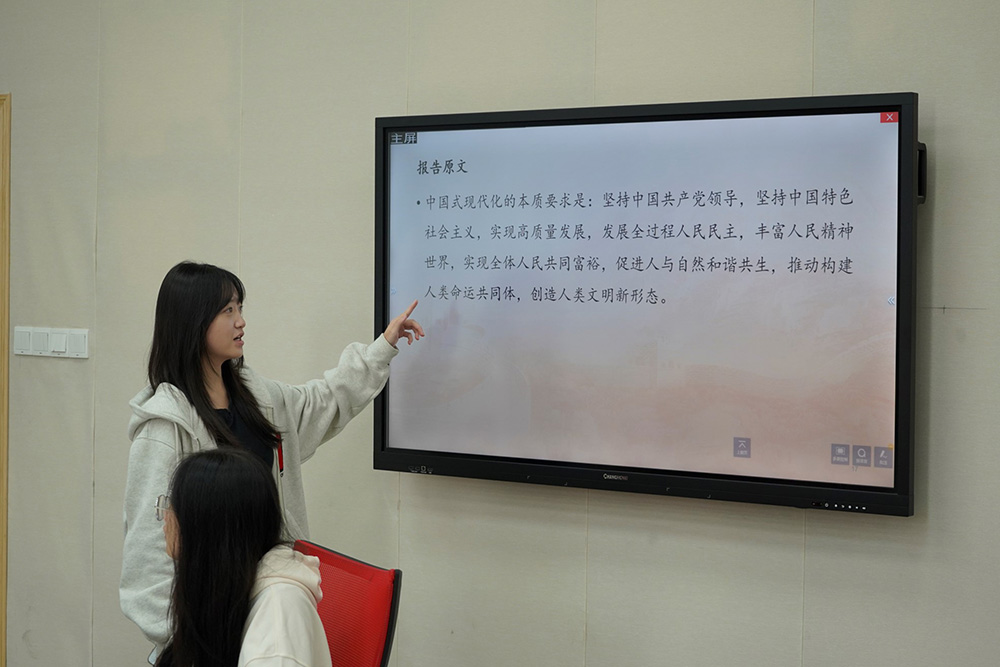 主屏
报告原文
• 中国式现代化的本质要求是：坚持中国共产党领导，坚持中国特色
社会主义，实现高质量发展，发展全过程人民民主，丰富人民精神
世界，实现全体人民共同富裕，促进人与自然和谐共生，推动构建
人类命运共同体，创造人类文明新形态。
CHANGHONG